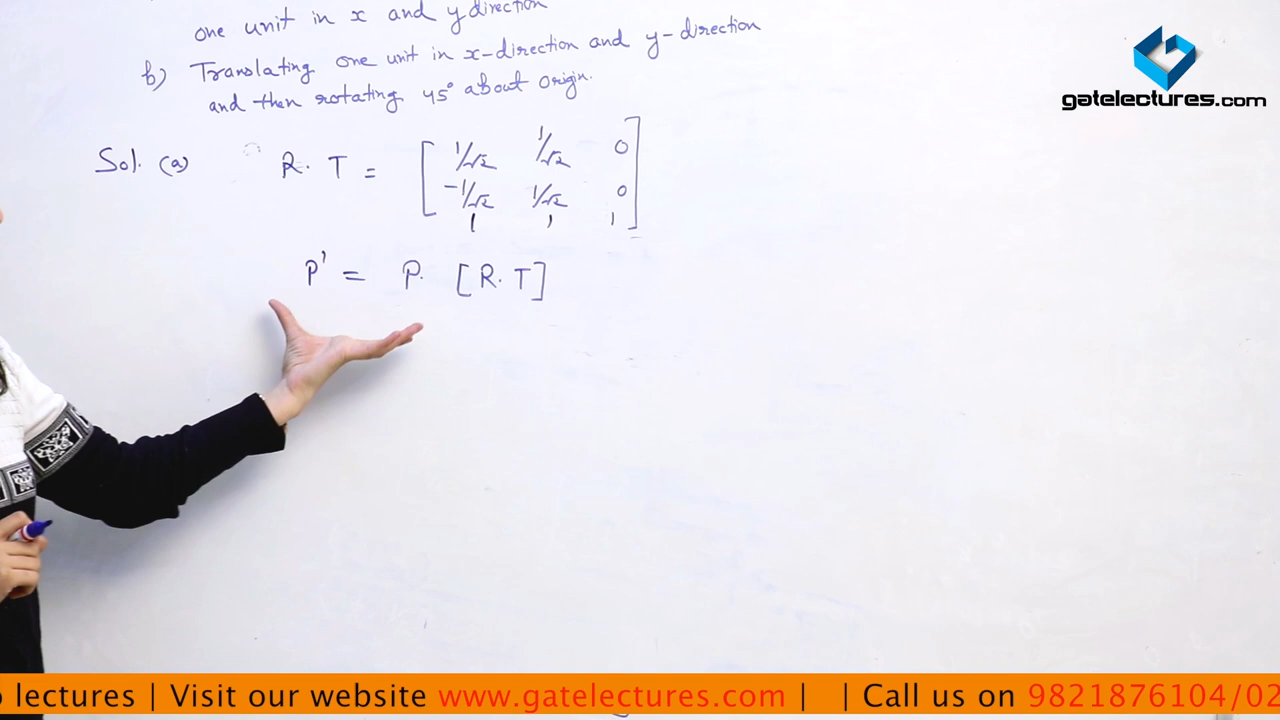 one unit in x and y direction
b) Translating one unit in x-direction and y-direction
and then rotating 45° about origin.
gatelectures.com
Sol. (a) R. T = [ 1/√2 1/√2 0
-1/√2 1/√2 0
1 1 1 ]
P' = P. [R. T]
lectures | Visit our website www.gatelectures.com | | Call us on 9821876104/02